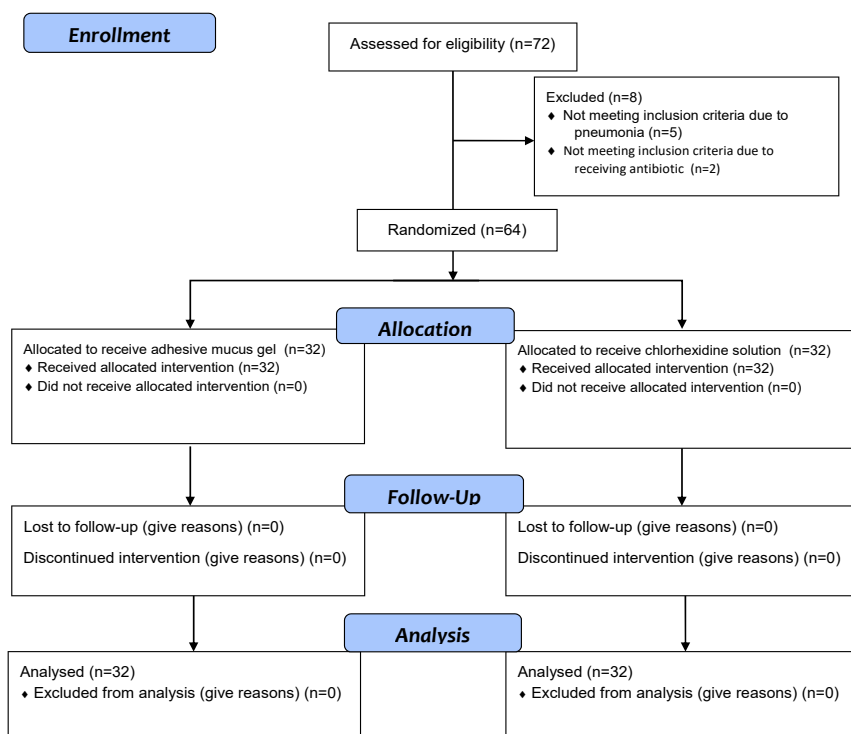 Enrollment
Assessed for eligibility (n=72)
Excluded (n=8)
♦ Not meeting inclusion criteria due to
pneumonia (n=5)
♦ Not meeting inclusion criteria due to
receiving antibiotic (n=2)
Randomized (n=64)
Allocation
Allocated to receive adhesive mucus gel (n=32)
♦ Received allocated intervention (n=32)
♦ Did not receive allocated intervention (n=0)
Allocated to receive chlorhexidine solution (n=32)
♦ Received allocated intervention (n=32)
♦ Did not receive allocated intervention (n=0)
Follow-Up
Lost to follow-up (give reasons) (n=0)
Discontinued intervention (give reasons) (n=0)
Lost to follow-up (give reasons) (n=0)
Discontinued intervention (give reasons) (n=0)
Analysis
Analysed (n=32)
♦ Excluded from analysis (give reasons) (n=0)
Analysed (n=32)
♦ Excluded from analysis (give reasons) (n=0)